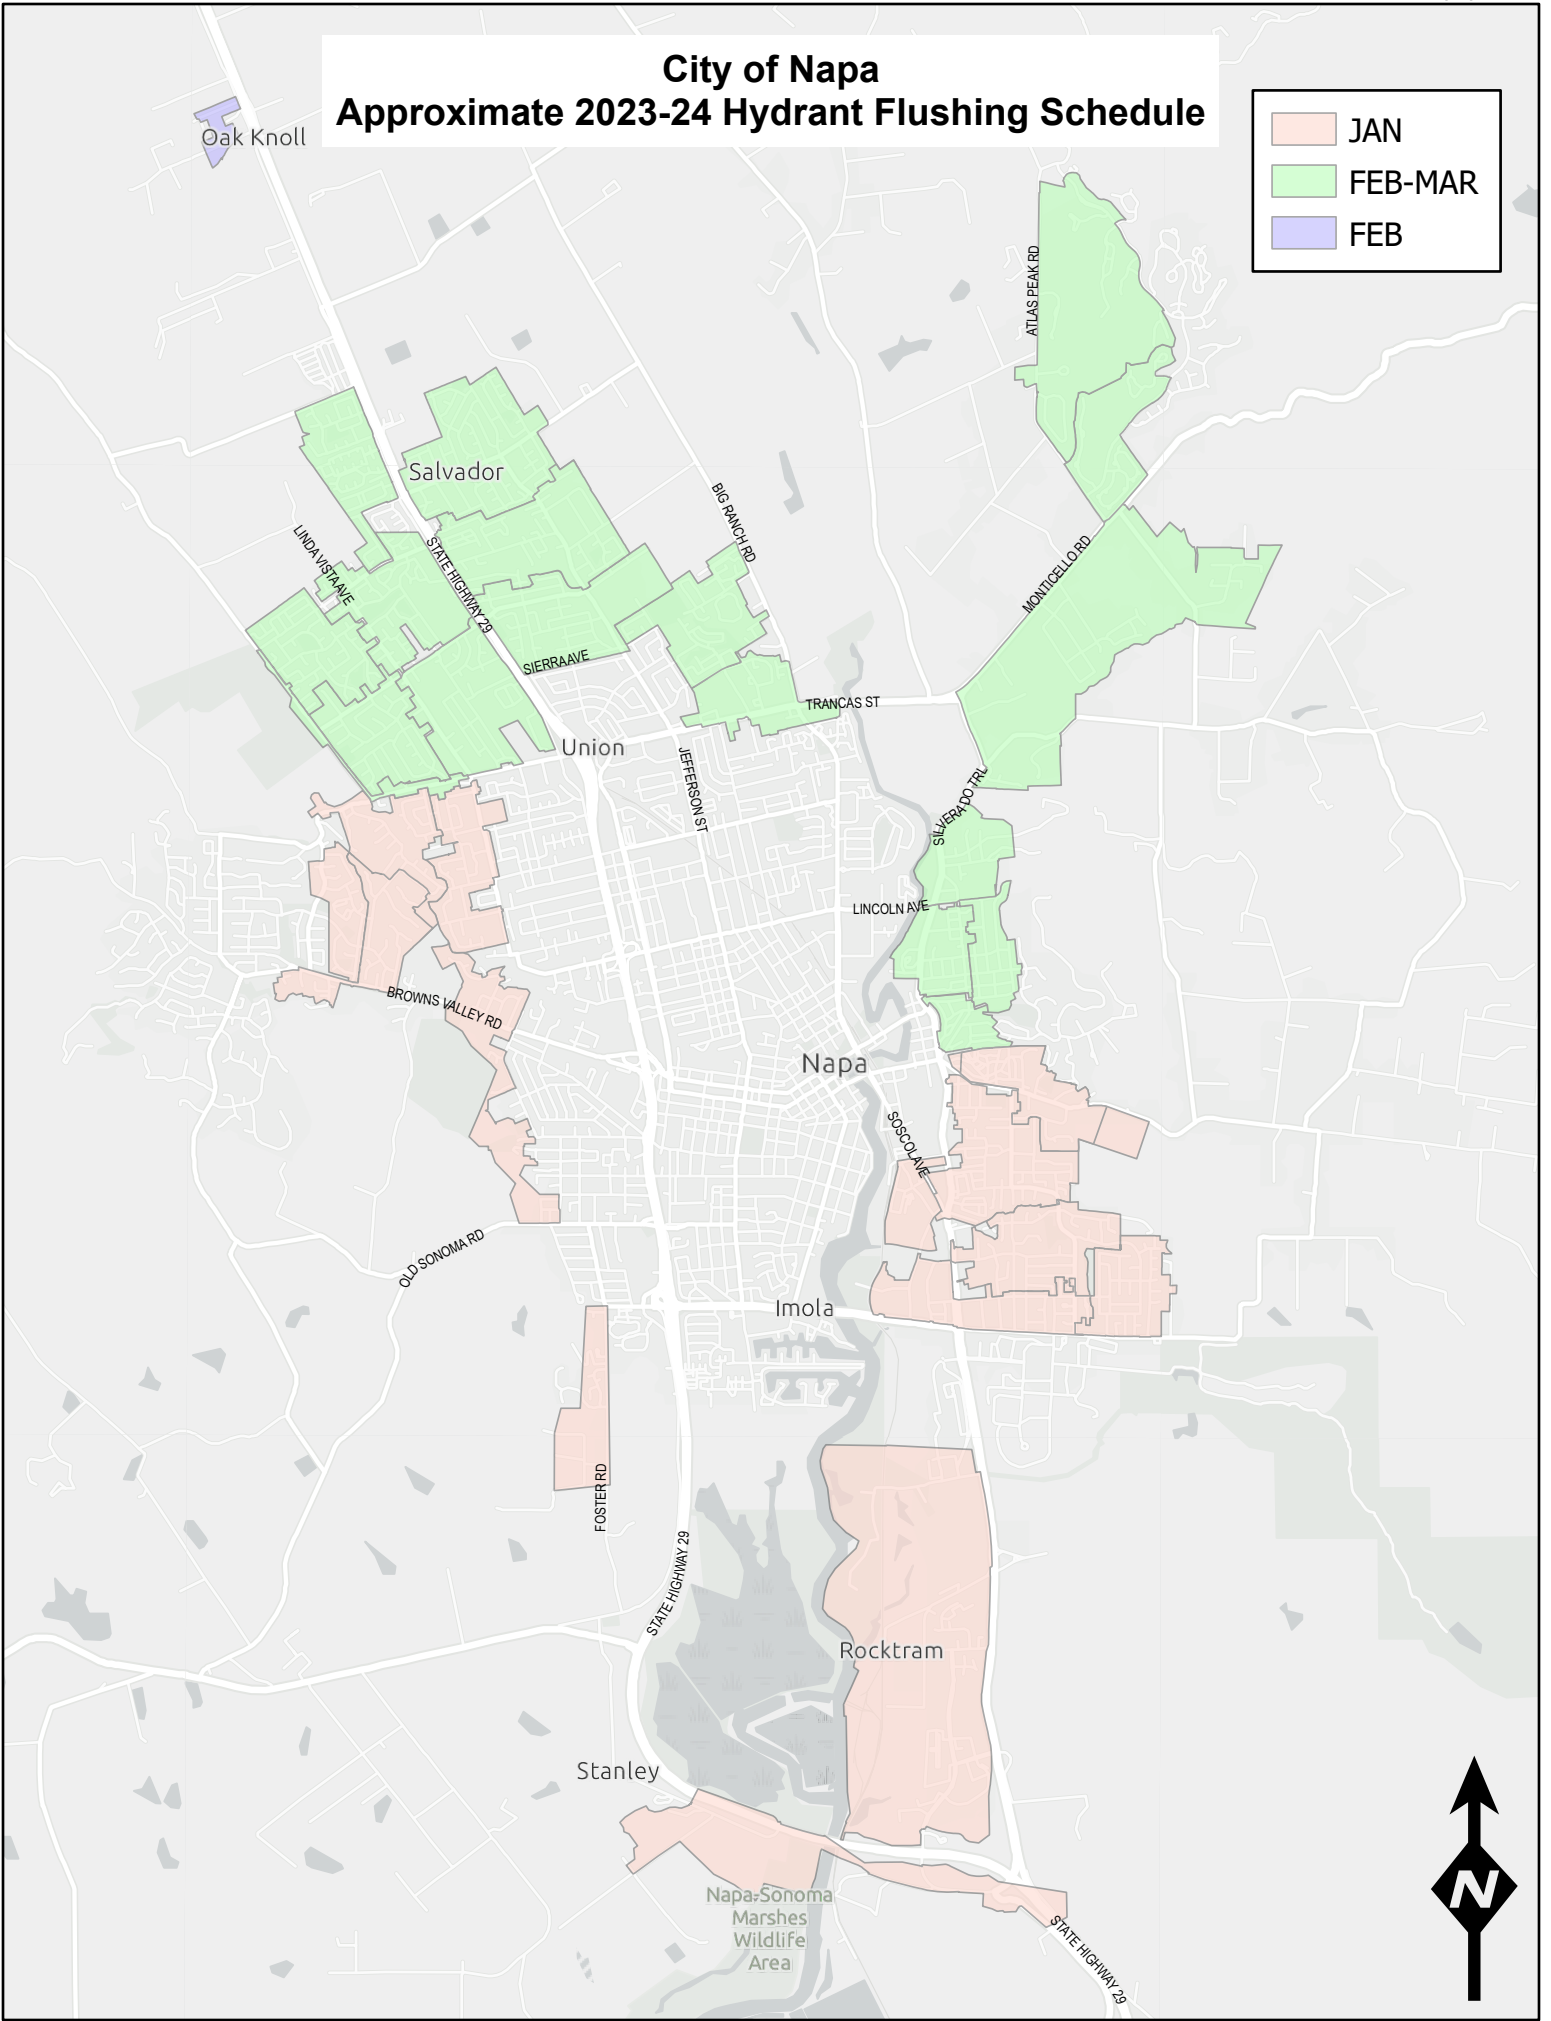 City of Napa
Approximate 2023-24 Hydrant Flushing Schedule
JAN
FEB-MAR
FEB
Oak Knoll
ATLAS PEAK RD
Salvador
BIG RANCH RD
LINDA VISTA AVE
STATE HIGHWAY 29
MONTICELLO RD
SIERRA AVE
TRANCAS ST
Union
JEFFERSON ST
SILVERADO TRL
LINCOLN AVE
BROWNS VALLEY RD
Napa
SOSCOL AVE
OLD SONOMA RD
Imola
FOSTER RD
STATE HIGHWAY 29
Rocktram
Stanley
Napa-Sonoma
Marshes
Wildlife
Area
STATE HIGHWAY 29
N